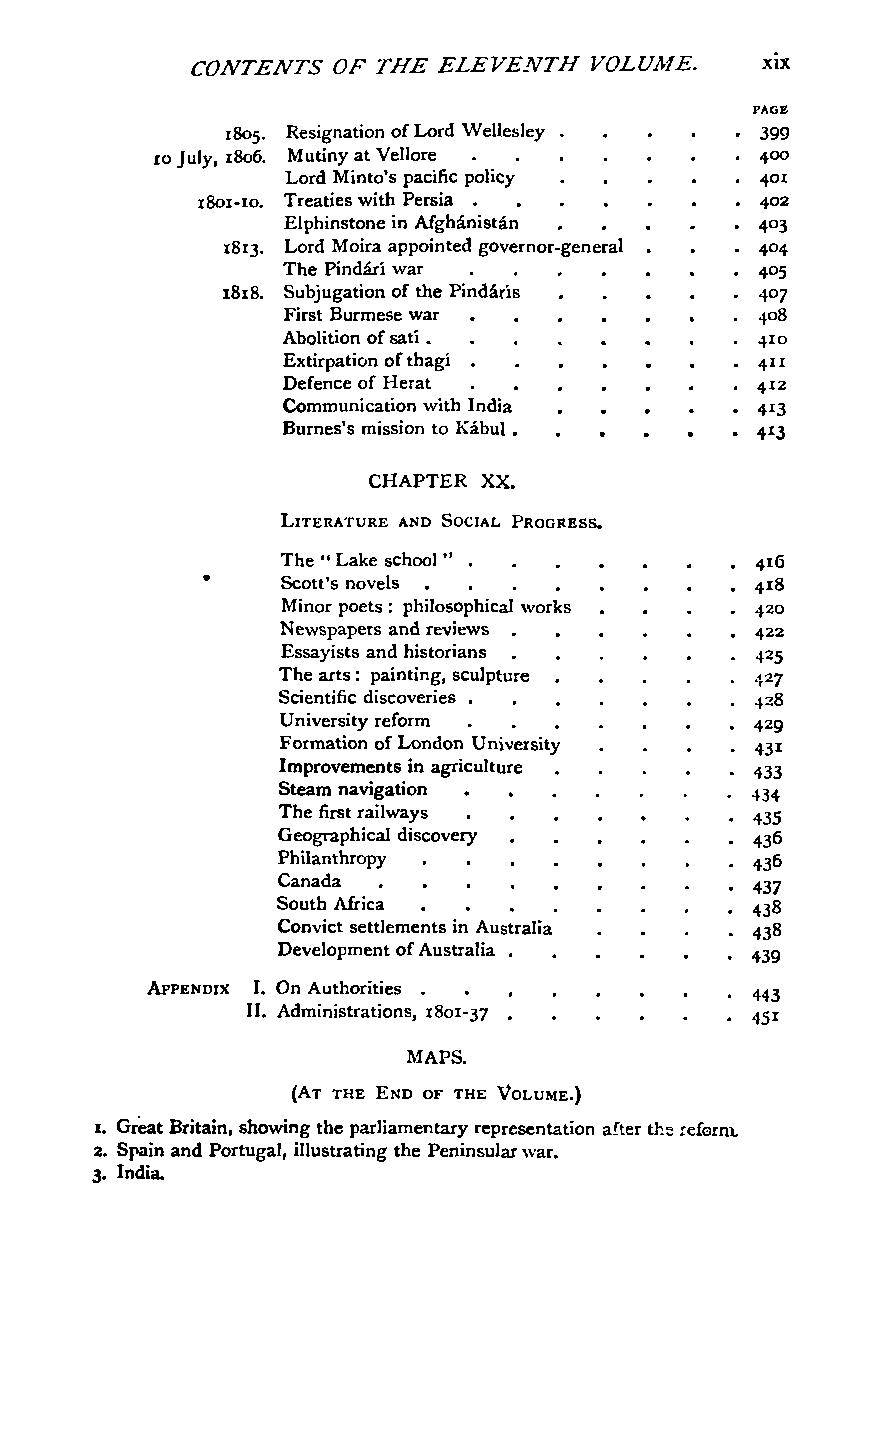 CONTENTS OF THE ELEVENTH VOLUME. xix
PAGE
1805. Resignation of Lord Wellesley . . . . . 399
10 July, 1806. Mutiny at Vellore . . . . . . . 400
Lord Minto's pacific policy . . . . . 401
1801-10. Treaties with Persia . . . . . . . 402
Elphinstone in Afghánistán . . . . . 403
1813. Lord Moira appointed governor-general . . . 404
The Pindárí war . . . . . . . 405
1818. Subjugation of the Pindárís . . . . . 407
First Burmese war . . . . . . . 408
Abolition of satí . . . . . . . . 410
Extirpation of thagí . . . . . . . 411
Defence of Herat . . . . . . . 412
Communication with India . . . . . 413
Burnes's mission to Kábul . . . . . . 413
CHAPTER XX.
LITERATURE AND SOCIAL PROGRESS.
The "Lake school" . . . . . . . 416
Scott's novels . . . . . . . . 418
Minor poets: philosophical works . . . . 420
Newspapers and reviews . . . . . . 422
Essayists and historians . . . . . . 425
The arts: painting, sculpture . . . . . 427
Scientific discoveries . . . . . . . 428
University reform . . . . . . . 429
Formation of London University . . . . 431
Improvements in agriculture . . . . . 433
Steam navigation . . . . . . . 434
The first railways . . . . . . . 435
Geographical discovery . . . . . . 436
Philanthropy . . . . . . . . 436
Canada . . . . . . . . . 437
South Africa . . . . . . . . 438
Convict settlements in Australia . . . . 438
Development of Australia . . . . . . 439
APPENDIX I. On Authorities . . . . . . . . 443
II. Administrations, 1801-37 . . . . . . 451
MAPS.
(AT THE END OF THE VOLUME.)
1. Great Britain, showing the parliamentary representation after the reform.
2. Spain and Portugal, illustrating the Peninsular war.
3. India.